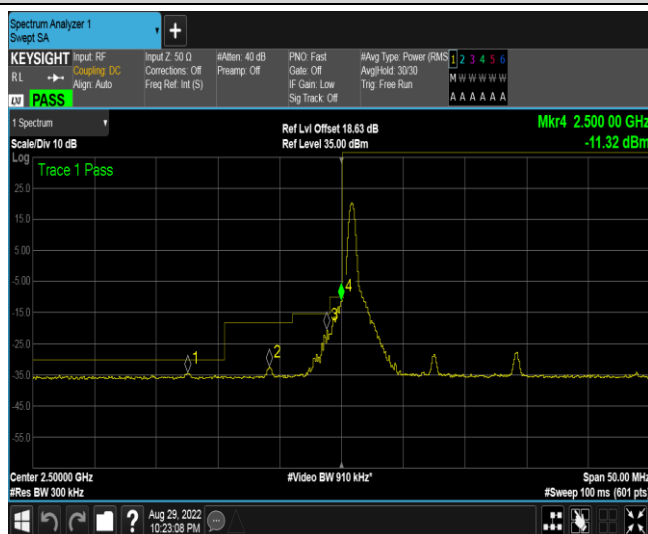 Spectrum Analyzer 1
Swept SA
+
KEYSIGHT Input: RF Input Z: 50 Ω #Atten: 40 dB PNO: Fast #Avg Type: Power (RMS 1 2 3 4 5 6
RL Coupling: DC Corrections: Off Preamp: Off Gate: Off Avg|Hold: 30/30 M W W W W W
Align: Auto Freq Ref: Int (S) IF Gain: Low Trig: Free Run
LXI PASS Sig Track: Off A A A A A A
1 Spectrum Ref Lvl Offset 18.63 dB Mkr4 2.500 00 GHz
Scale/Div 10 dB Ref Level 35.00 dBm -11.32 dBm
Log
Trace 1 Pass
25.0
15.0
5.00
-5.00
4
-15.0
3
-25.0
1 2
-35.0
-45.0
-55.0
Center 2.50000 GHz #Video BW 910 kHz* Span 50.00 MHz
#Res BW 300 kHz #Sweep 100 ms (601 pts)
Aug 29, 2022
10:23:08 PM
?